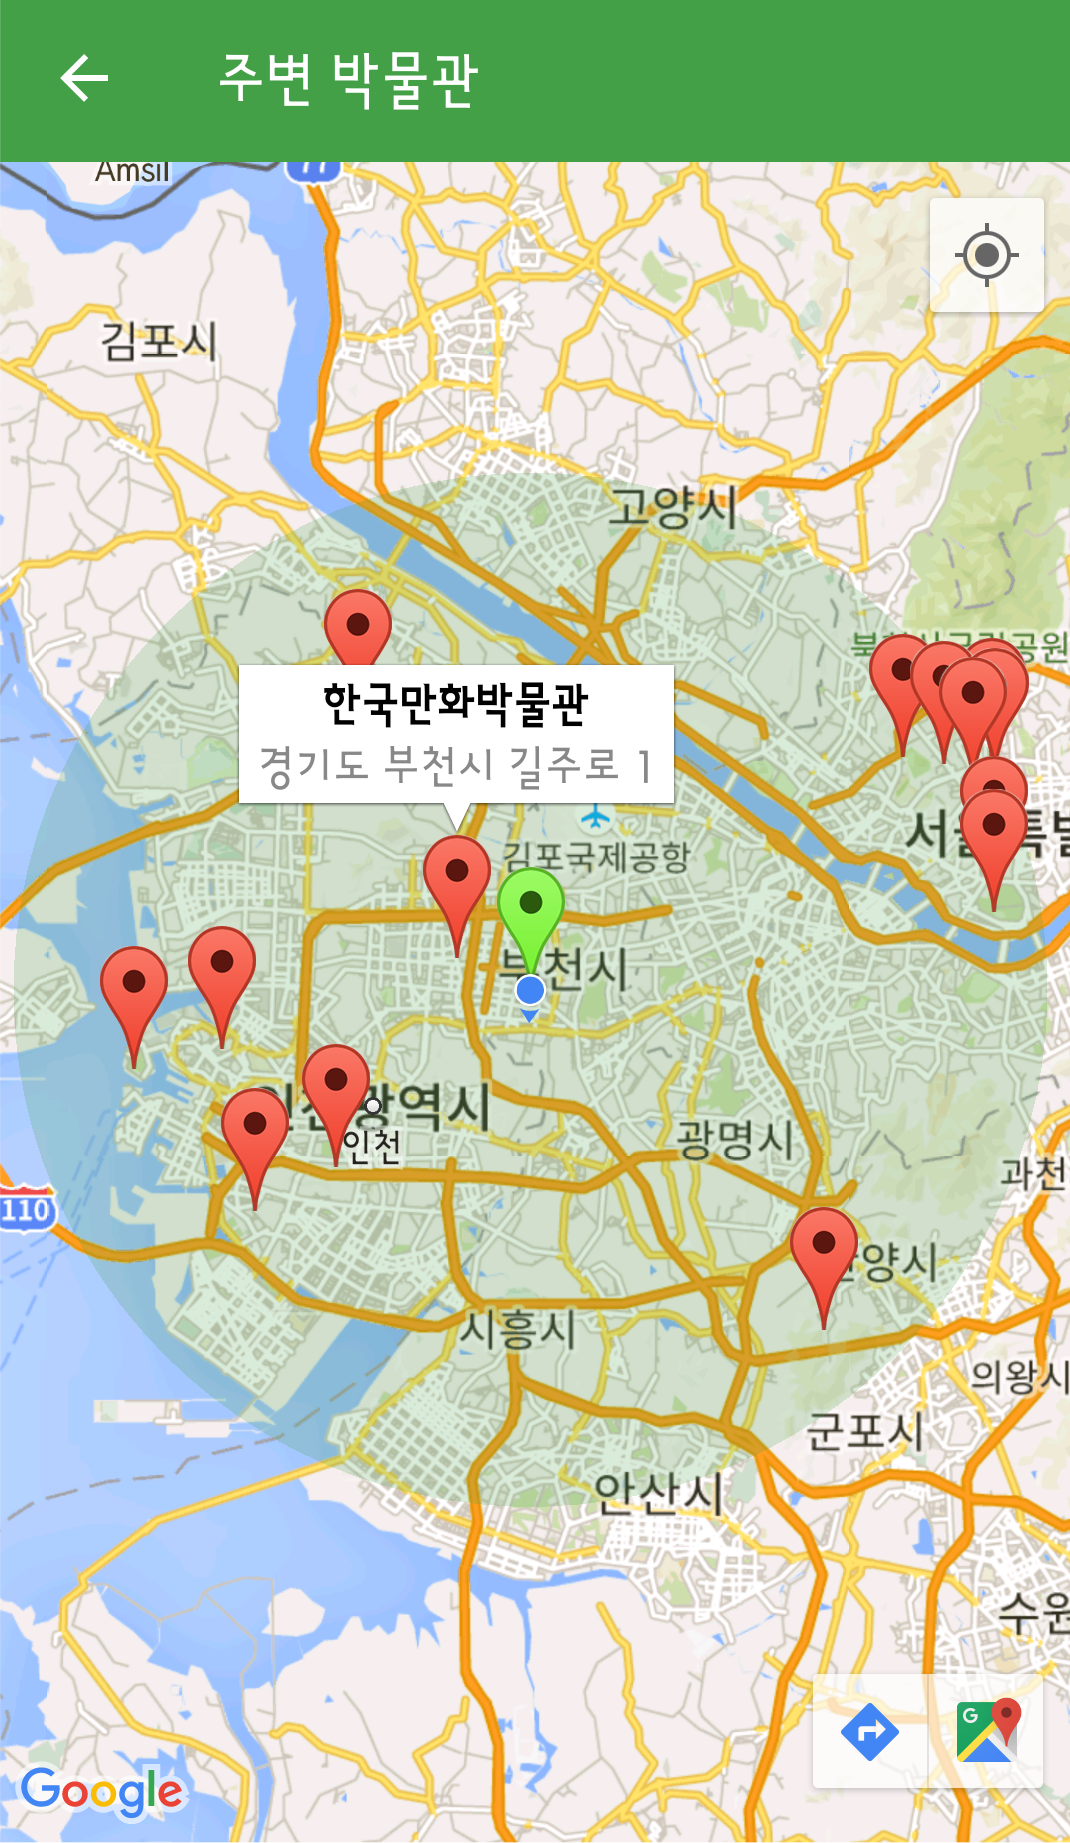 주변 박물관
Amsil
77
김포시
고양시
한국만화박물관
경기도 부천시 길주로 1
김포국제공항
부천시
인천광역시
인천
광명시
과천
110
안양시
시흥시
의왕시
군포시
안산시
수원
G
Google